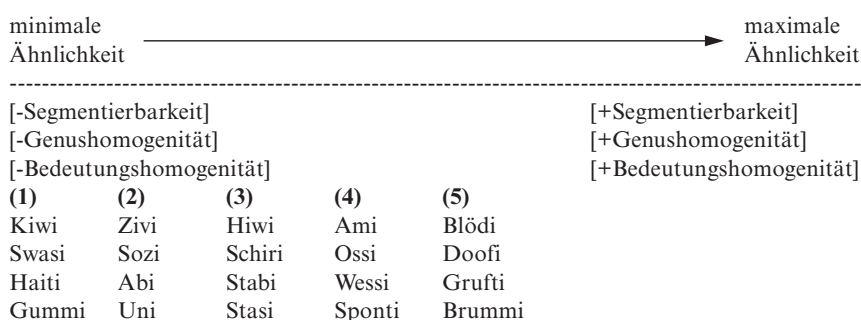 minimale maximale
Ähnlichkeit Ähnlichkeit
[-Segmentierbarkeit] [+Segmentierbarkeit]
[-Genushomogenität] [+Genushomogenität]
[-Bedeutungshomogenität] [+Bedeutungshomogenität]
(1) (2) (3) (4) (5)
Kiwi Zivi Hiwi Ami Blödi
Swasi Sozi Schiri Ossi Doofi
Haiti Abi Stabi Wessi Grufti
Gummi Uni Stasi Sponti Brummi